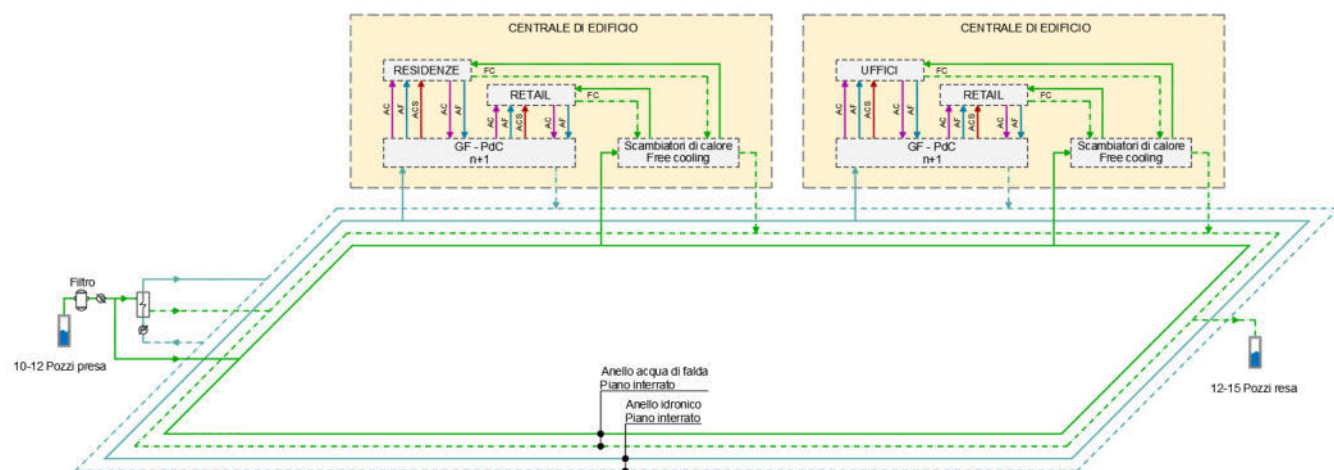 CENTRALE DI EDIFICIO
RESIDENZE
FC
RETAIL
FC
AC
AF
ACS
AC
AF
AC
AF
ACS
AC
AF
GF - PdC
n+1
Scambiatori di calore
Free cooling
CENTRALE DI EDIFICIO
UFFICI
FC
RETAIL
FC
AC
AF
ACS
AC
AF
AC
AF
ACS
AC
AF
GF - PdC
n+1
Scambiatori di calore
Free cooling
Filtro
10-12 Pozzi presa
12-15 Pozzi resa
Anello acqua di falda
Piano interrato
Anello idronico
Piano interrato